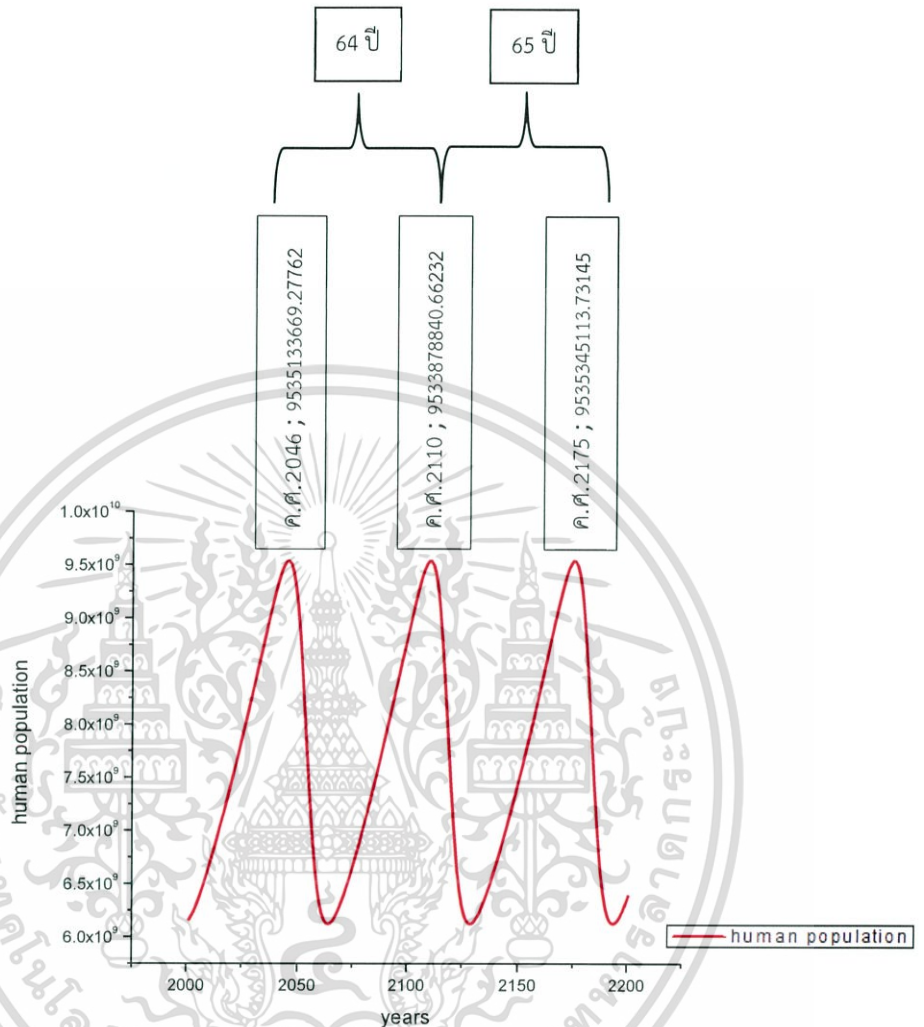 64 ปี
65 ปี
ค.ศ.2046 ; 9535133669.27762
ค.ศ.2110 ; 9533878840.66232
ค.ศ.2175 ; 9535345113.73145
1.0x10¹⁰
9.5x10⁹
9.0x10⁹
8.5x10⁹
8.0x10⁹
7.5x10⁹
7.0x10⁹
6.5x10⁹
6.0x10⁹
human population
2000
2050
2100
2150
2200
years
human population